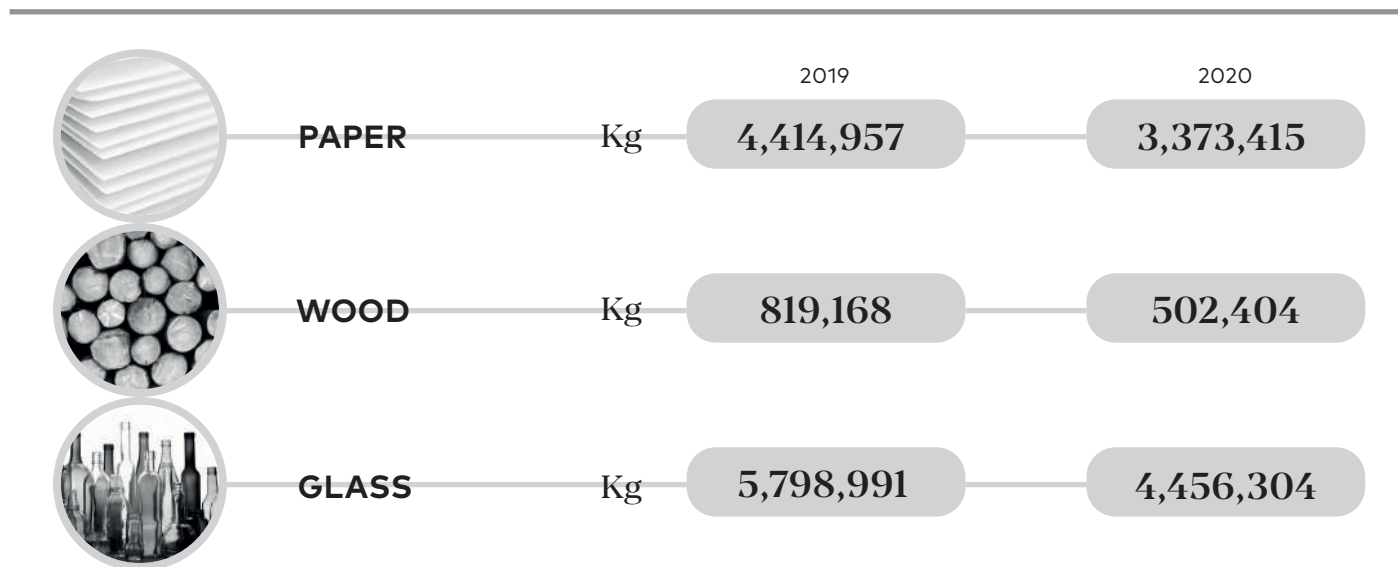 2019 2020
PAPER Kg 4,414,957 3,373,415
WOOD Kg 819,168 502,404
GLASS Kg 5,798,991 4,456,304